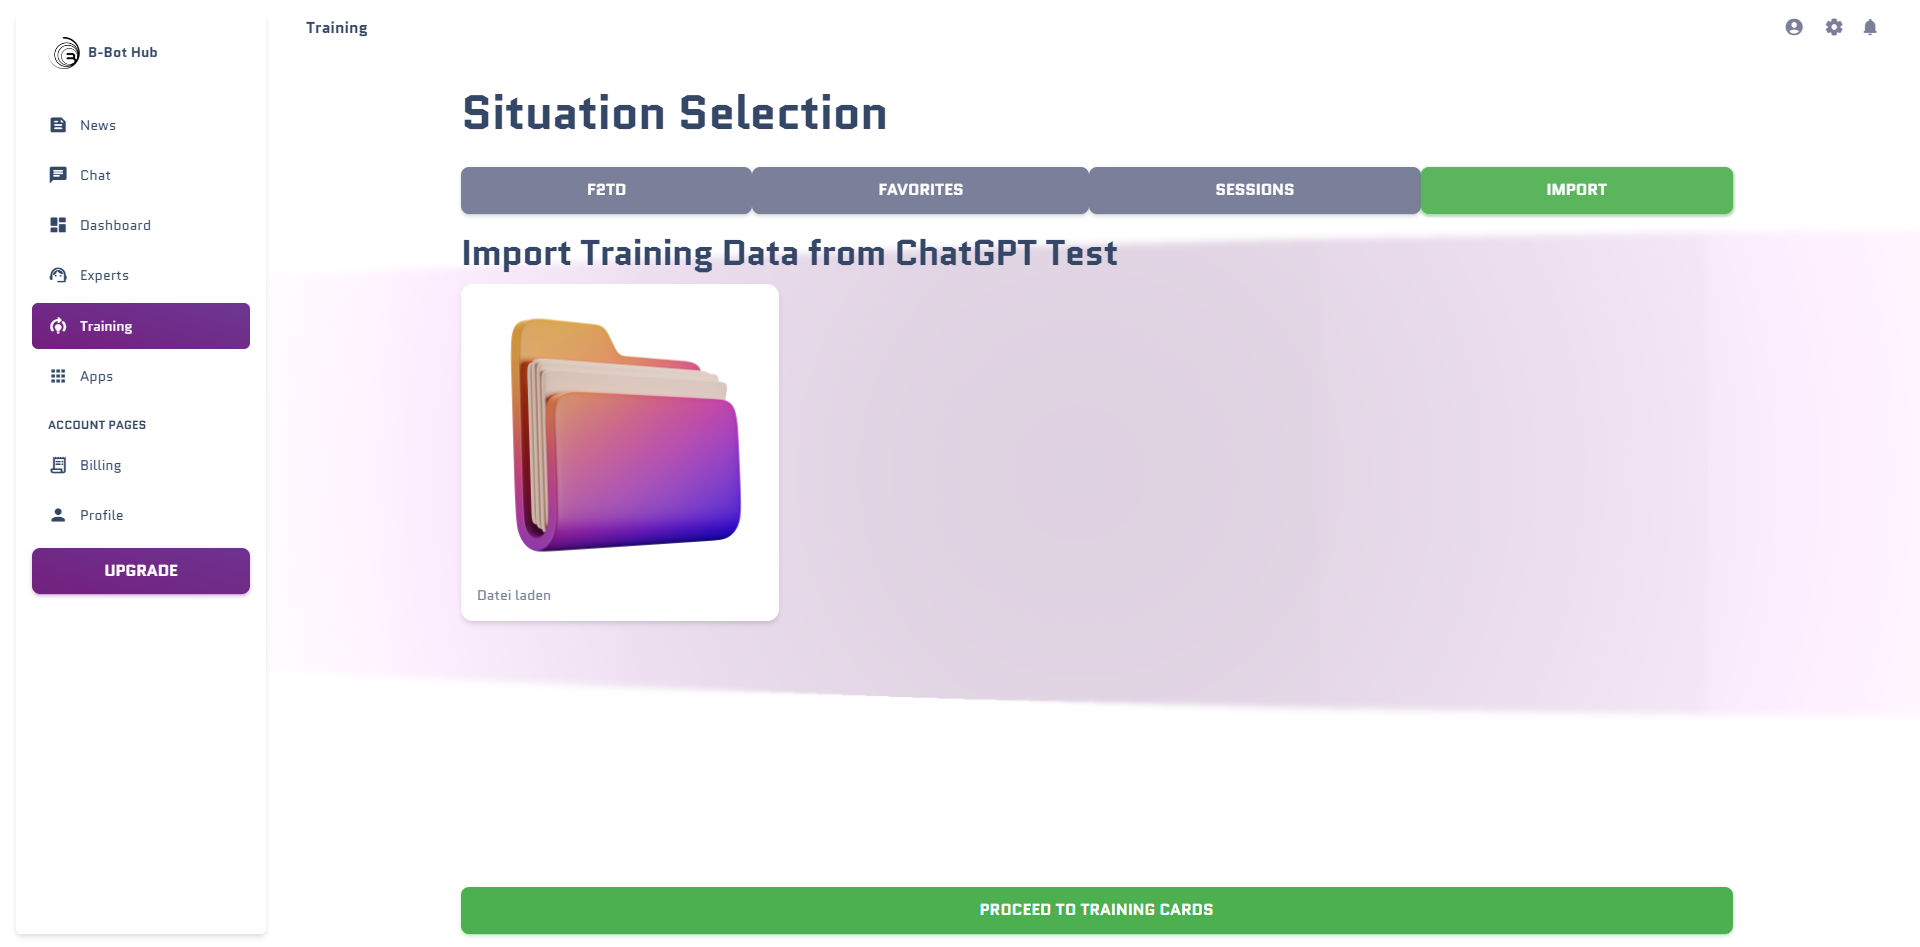 B-Bot Hub
News
Chat
Dashboard
Experts
Training
Apps
ACCOUNT PAGES
Billing
Profile
UPGRADE
Training
Situation Selection
F2TD FAVORITES SESSIONS IMPORT
Import Training Data from ChatGPT Test
Datei laden
PROCEED TO TRAINING CARDS